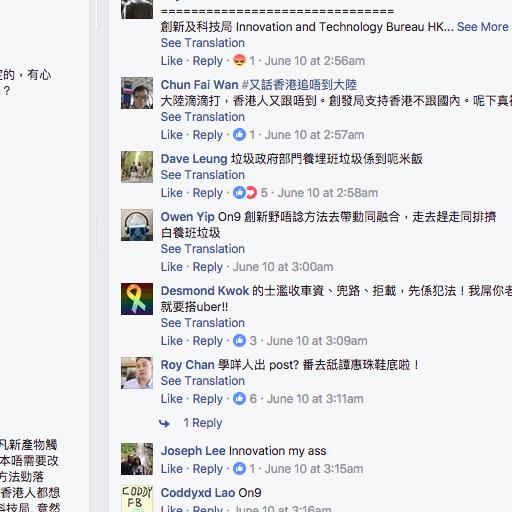 ===============================
創新及科技局 Innovation and Technology Bureau HK... See More
See Translation
Like · Reply · 1 · June 10 at 2:56am
定的，有心
？
Chun Fai Wan #又話香港追唔到大陸
大陸滴滴打，香港人又跟唔到。創發局支持香港不跟國內。呢下真
See Translation
Like · Reply · 1 · June 10 at 2:57am
Dave Leung 垃圾政府部門養埋班垃圾係到呃米飯
See Translation
Like · Reply · 5 · June 10 at 2:58am
Owen Yip On9 創新野唔諗方法去帶動同融合，走去趕走同排擠
白養班垃圾
See Translation
Like · Reply · June 10 at 3:00am
Desmond Kwok 的士濫收車資、兜路、拒載，先係犯法！我屌你老
就要搭uber!!
See Translation
Like · Reply · 3 · June 10 at 3:09am
Roy Chan 學咩人出 post? 番去舐譚惠珠鞋底啦！
See Translation
Like · Reply · 6 · June 10 at 3:11am
1 Reply
凡新產物觸
本唔需要改
方法勁落
香港人都想
科技局, 竟然
Joseph Lee Innovation my ass
Like · Reply · 1 · June 10 at 3:15am
Coddyxd Lao On9
Like · Reply · June 10 at 3:16am
CODDY
FB